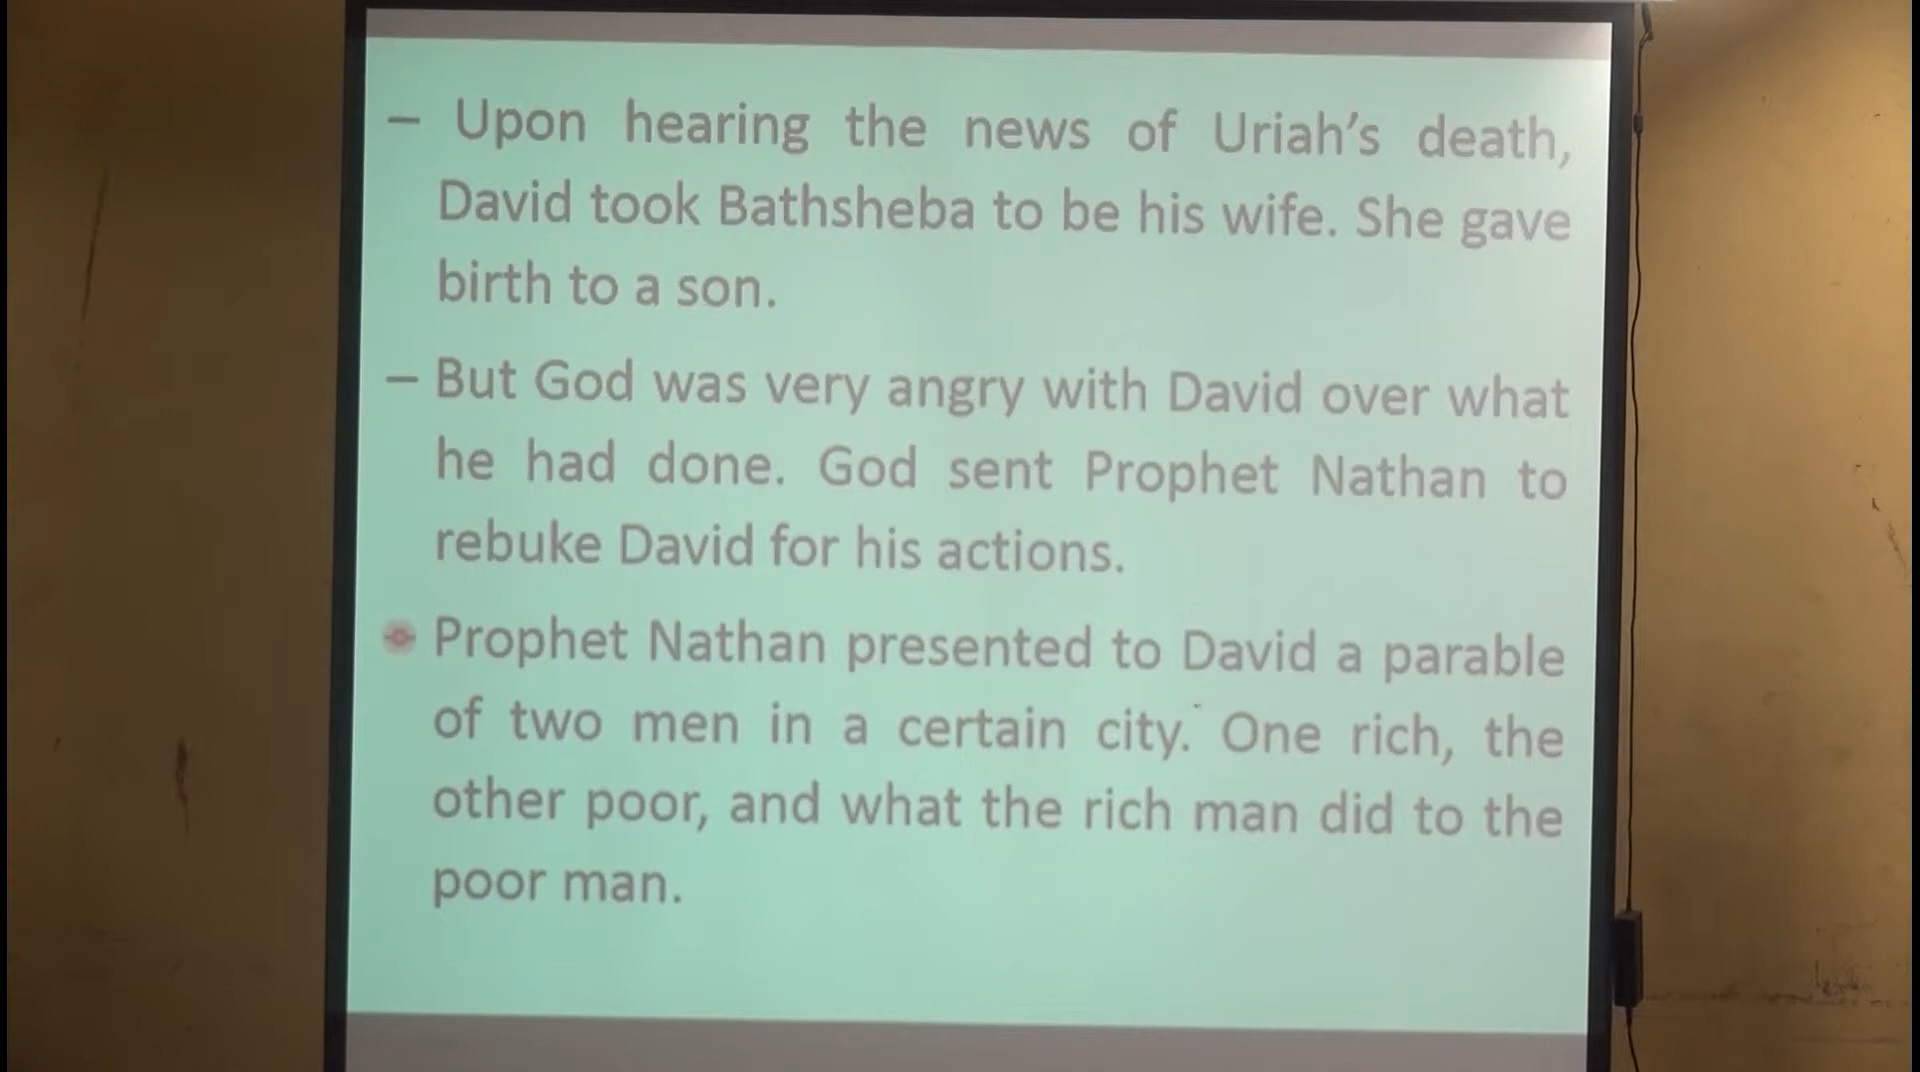 – Upon hearing the news of Uriah’s death,
David took Bathsheba to be his wife. She gave
birth to a son.
– But God was very angry with David over what
he had done. God sent Prophet Nathan to
rebuke David for his actions.
Prophet Nathan presented to David a parable
of two men in a certain city. One rich, the
other poor, and what the rich man did to the
poor man.